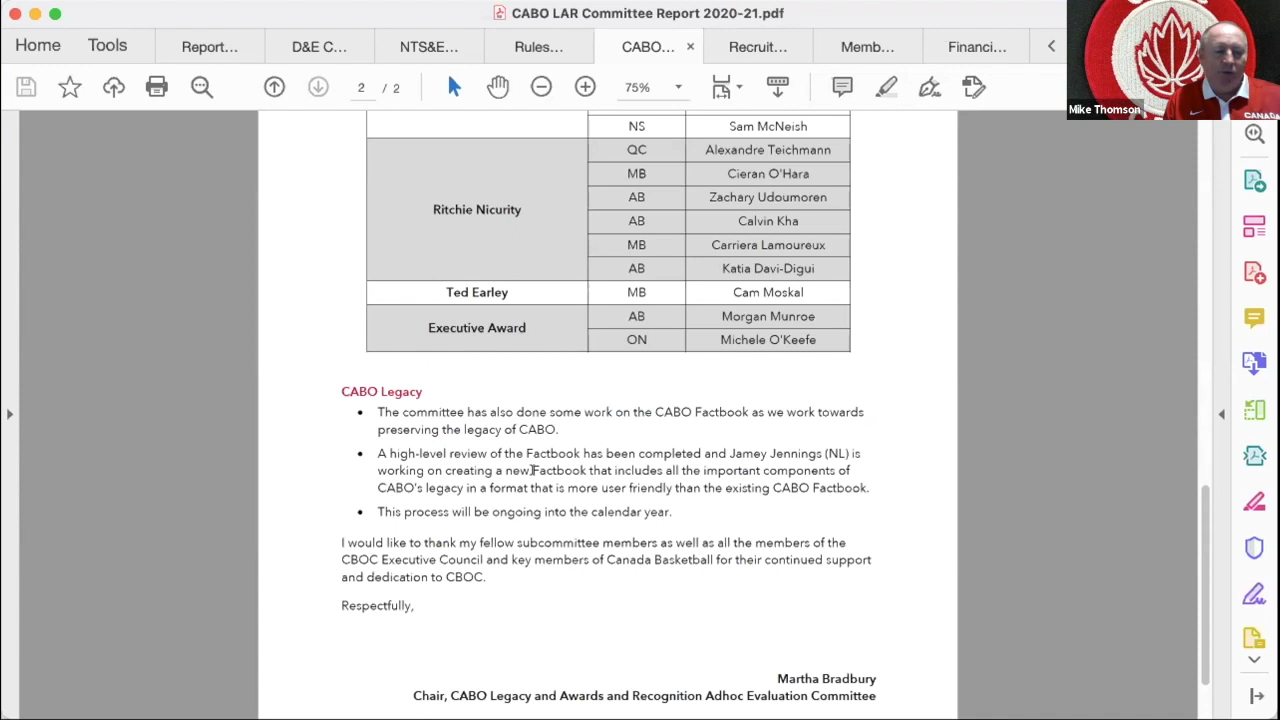 CABO LAR Committee Report 2020-21.pdf
Home
Tools
Report...
D&E C...
NTS&E...
Rules...
CABO... ×
Recruit...
Memb...
Financi...
2 / 2
75%
Mike Thomson
CANADA
NS Sam McNeish
Ritchie Nicurity
QC Alexandre Teichmann
MB Cieran O'Hara
AB Zachary Udoumoren
AB Calvin Kha
MB Carriera Lamoureux
AB Katia Davi-Digui
Ted Earley MB Cam Moskal
Executive Award
AB Morgan Munroe
ON Michele O'Keefe
CABO Legacy
• The committee has also done some work on the CABO Factbook as we work towards
preserving the legacy of CABO.
• A high-level review of the Factbook has been completed and Jamey Jennings (NL) is
working on creating a new Factbook that includes all the important components of
CABO's legacy in a format that is more user friendly than the existing CABO Factbook.
• This process will be ongoing into the calendar year.
I would like to thank my fellow subcommittee members as well as all the members of the
CBOC Executive Council and key members of Canada Basketball for their continued support
and dedication to CBOC.
Respectfully,
Martha Bradbury
Chair, CABO Legacy and Awards and Recognition Adhoc Evaluation Committee